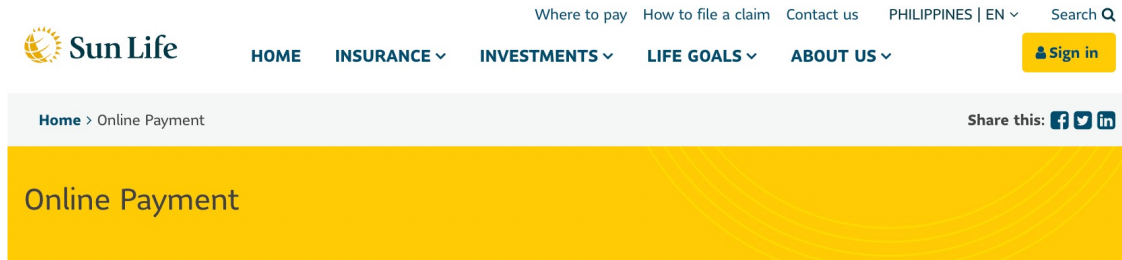 Where to pay How to file a claim Contact us PHILIPPINES | EN Search
Sun Life
HOME INSURANCE INVESTMENTS LIFE GOALS ABOUT US
Sign in
Home > Online Payment
Share this:
Online Payment